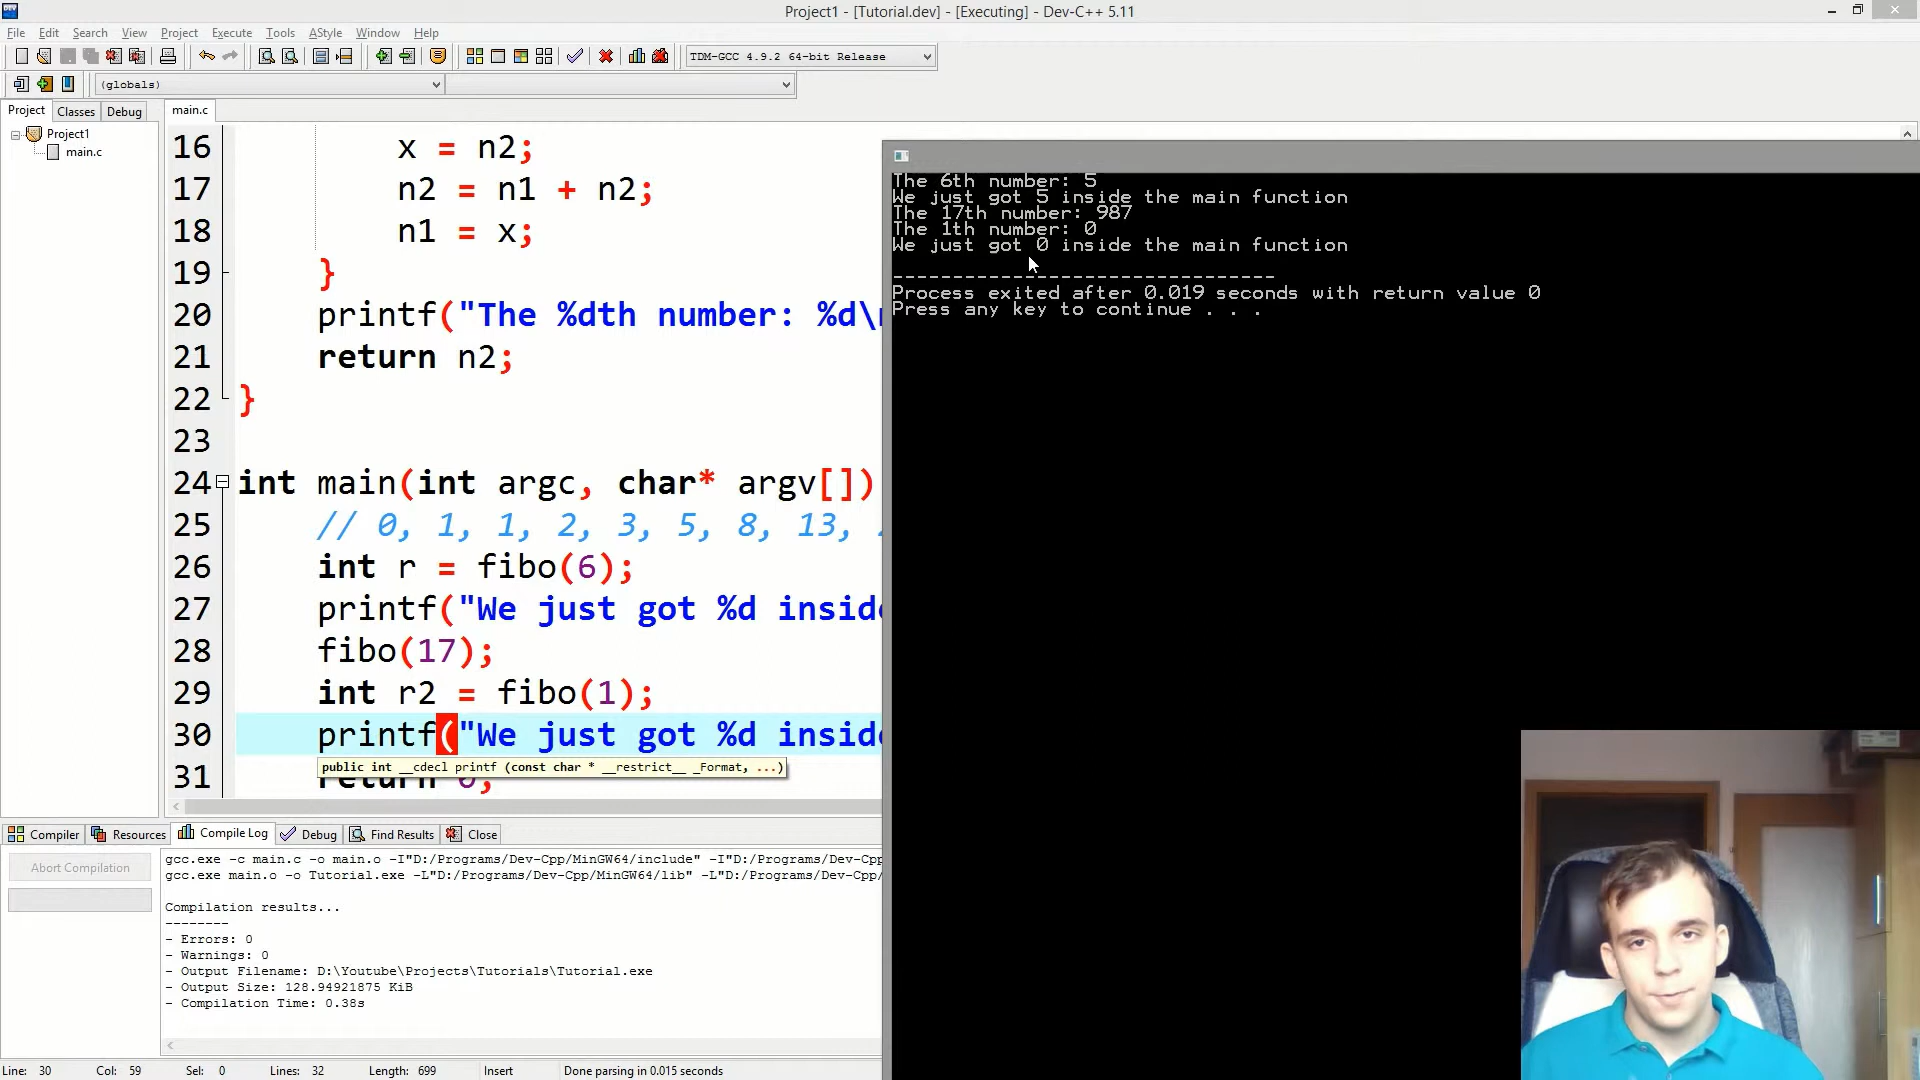 Project1 - [Tutorial.dev] - [Executing] - Dev-C++ 5.11
File Edit Search View Project Execute Tools AStyle Window Help
TDM-GCC 4.9.2 64-bit Release
(globals)
Project Classes Debug
main.c
Project1
main.c
16 x = n2;
17 n2 = n1 + n2;
18 n1 = x;
19 }
20 printf("The %dth number: %d\
21 return n2;
22 }
23
24 int main(int argc, char* argv[])
25 // 0, 1, 1, 2, 3, 5, 8, 13,
26 int r = fibo(6);
27 printf("We just got %d insid
28 fibo(17);
29 int r2 = fibo(1);
30 printf("We just got %d insid
public int __cdecl printf (const char * __restrict__ _Format, ...)
31 return 0;
The 6th number: 5
We just got 5 inside the main function
The 17th number: 987
The 1th number: 0
We just got 0 inside the main function
--------------------------------
Process exited after 0.019 seconds with return value 0
Press any key to continue . . .
Compiler Resources Compile Log Debug Find Results Close
Abort Compilation
gcc.exe -c main.c -o main.o -I"D:/Programs/Dev-Cpp/MinGW64/include" -I"D:/Programs/Dev-Cpp
gcc.exe main.o -o Tutorial.exe -L"D:/Programs/Dev-Cpp/MinGW64/lib" -L"D:/Programs/Dev-Cpp/
Compilation results...
--------
- Errors: 0
- Warnings: 0
- Output Filename: D:\Youtube\Projects\Tutorials\Tutorial.exe
- Output Size: 128.94921875 KiB
- Compilation Time: 0.38s
Line: 30 Col: 59 Sel: 0 Lines: 32 Length: 699 Insert Done parsing in 0.015 seconds